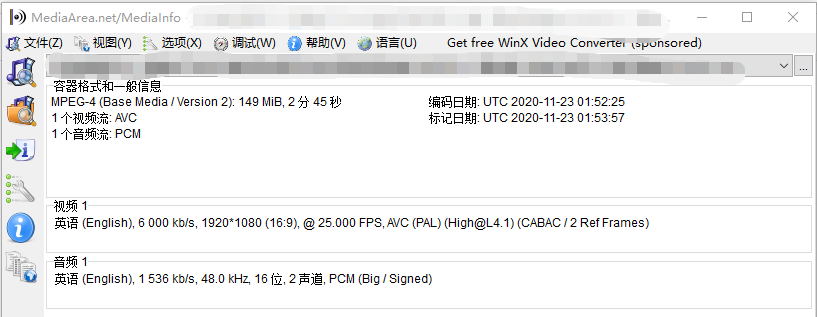 MediaArea.net/MediaInfo
文件(Z) 视图(Y) 选项(X) 调试(W) 帮助(V) 语言(U) Get free WinX Video Converter (sponsored)
...
容器格式和一般信息
MPEG-4 (Base Media / Version 2): 149 MiB, 2 分 45 秒 编码日期: UTC 2020-11-23 01:52:25
1 个视频流: AVC 标记日期: UTC 2020-11-23 01:53:57
1 个音频流: PCM
视频 1
英语 (English), 6 000 kb/s, 1920*1080 (16:9), @ 25.000 FPS, AVC (PAL) (High@L4.1) (CABAC / 2 Ref Frames)
音频 1
英语 (English), 1 536 kb/s, 48.0 kHz, 16 位, 2 声道, PCM (Big / Signed)